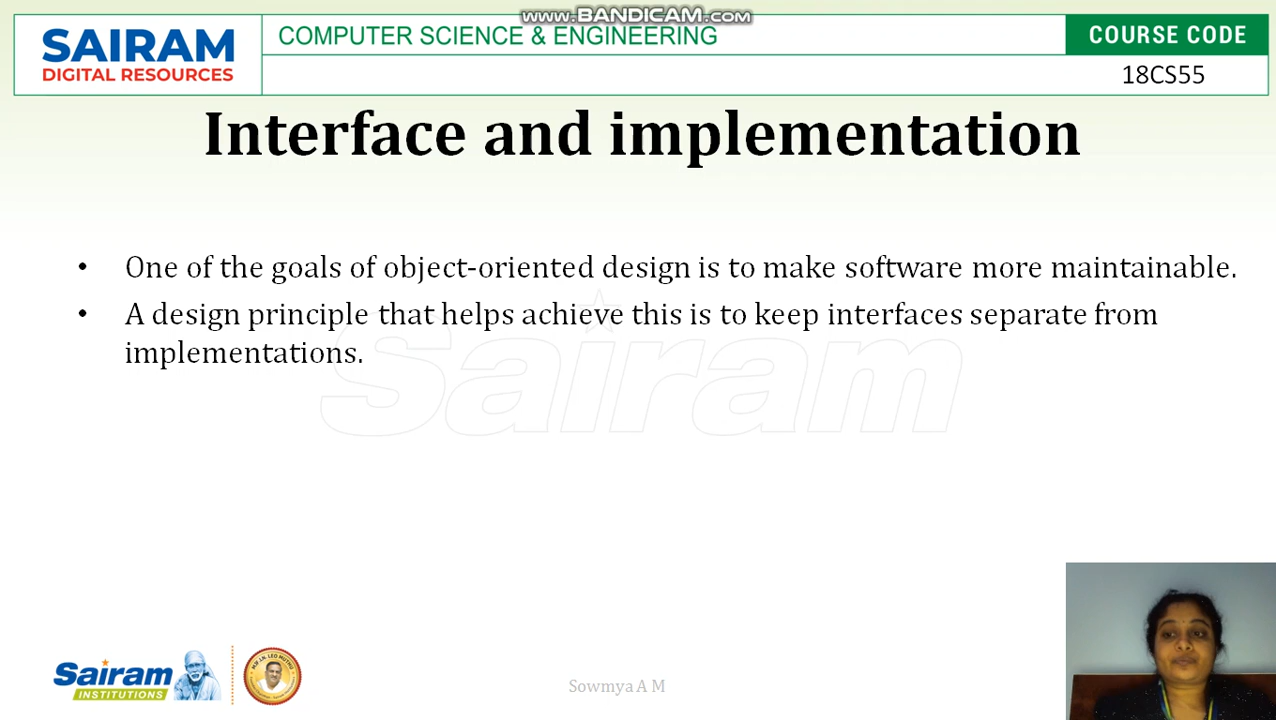 www.BANDICAM.com
SAIRAM
DIGITAL RESOURCES
COMPUTER SCIENCE & ENGINEERING
COURSE CODE
18CS55
Interface and implementation
• One of the goals of object-oriented design is to make software more maintainable.
• A design principle that helps achieve this is to keep interfaces separate from
implementations.
Sairam
Sairam
INSTITUTIONS
Sowmya A M